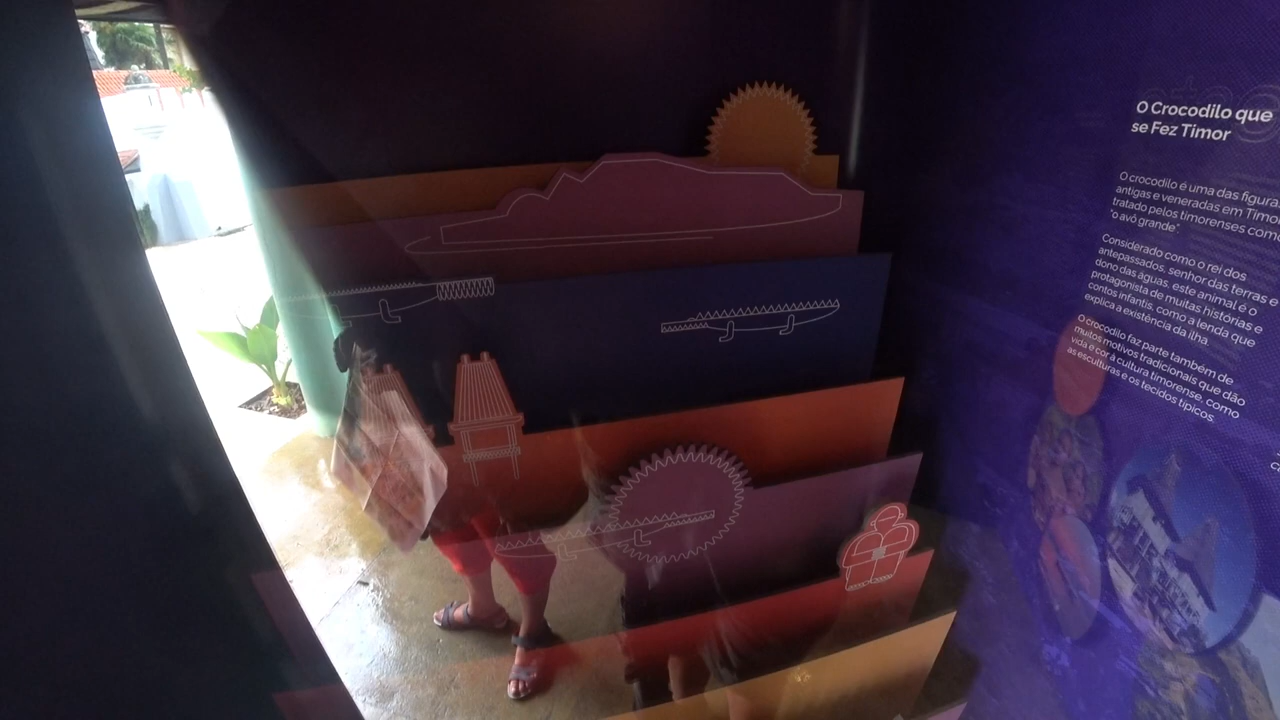 O Crocodilo que
se Fez Timor
O crocodilo é uma das figuras
antigas e veneradas em Timor
tratado pelos timorenses como
"o avô grande".
Considerado como o rei dos
antepassados, senhor das terras e
dono das águas, este animal é o
protagonista de muitas histórias e
contos infantis, como a lenda que
explica a existência da ilha.
O crocodilo faz parte também de
muitos motivos tradicionais que dão
vida e cor à cultura timorense, como
as esculturas e os tecidos típicos.